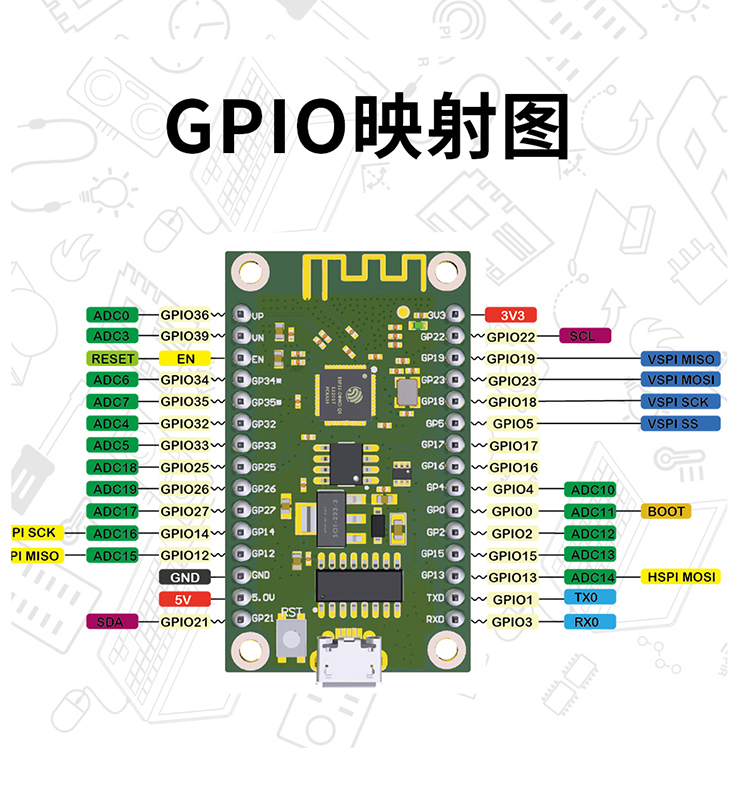 GPIO映射图
ADC0 GPIO36 VP 3V3 3V3
ADC3 GPIO39 VN GP22 GPIO22 SCL
RESET EN EN GP19 GPIO19 VSPI MISO
ADC6 GPIO34 GP34 GP23 GPIO23 VSPI MOSI
ADC7 GPIO35 GP35 GP18 GPIO18 VSPI SCK
ADC4 GPIO32 GP32 GP5 GPIO5 VSPI SS
ADC5 GPIO33 GP33 GP17 GPIO17
ADC18 GPIO25 GP25 GP16 GPIO16
ADC19 GPIO26 GP26 GP4 GPIO4 ADC10
ADC17 GPIO27 GP27 GP0 GPIO0 ADC11 BOOT
PI SCK ADC16 GPIO14 GP14 GP2 GPIO2 ADC12
PI MISO ADC15 GPIO12 GP12 GP15 GPIO15 ADC13
GND GND GP13 GPIO13 ADC14 HSPI MOSI
5V 5.0V TXD GPIO1 TX0
SDA GPIO21 GP21 RST RXD GPIO3 RX0